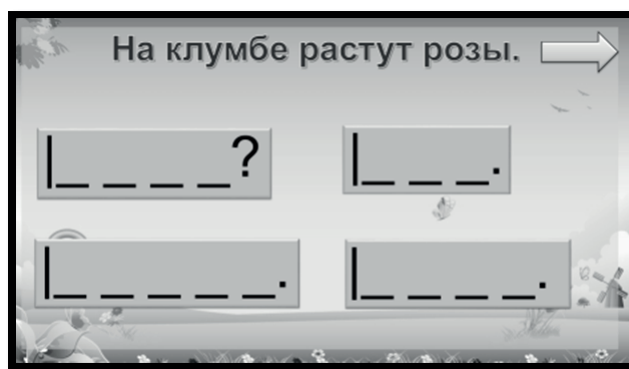 На клумбе растут розы.
|_ _ _ _?
|_ _ _.
|_ _ _ _ _.
|_ _ _ _.